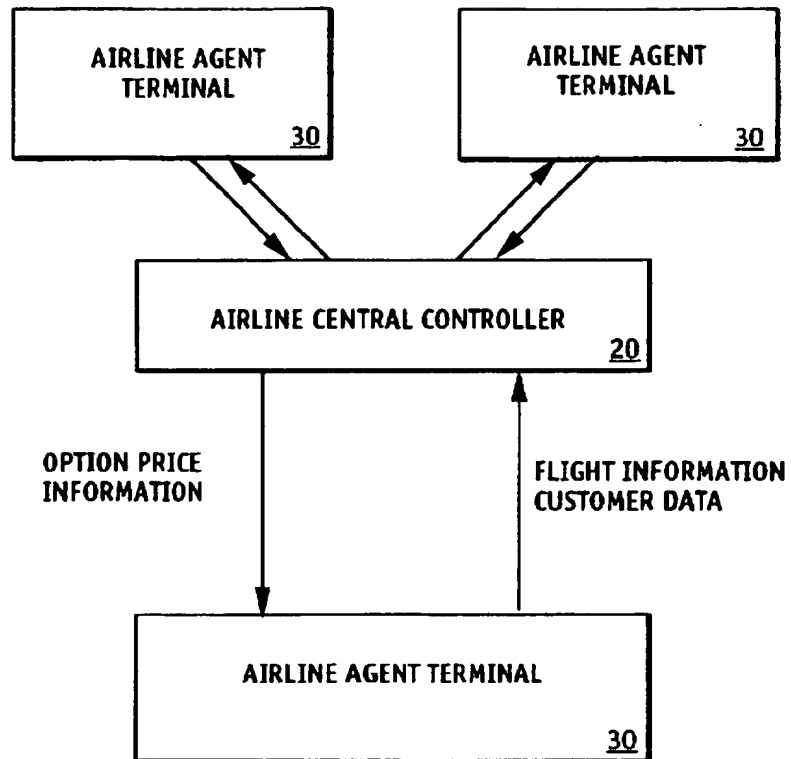 AIRLINE AGENT
TERMINAL
30
AIRLINE AGENT
TERMINAL
30
AIRLINE CENTRAL CONTROLLER
20
OPTION PRICE
INFORMATION
FLIGHT INFORMATION
CUSTOMER DATA
AIRLINE AGENT TERMINAL
30